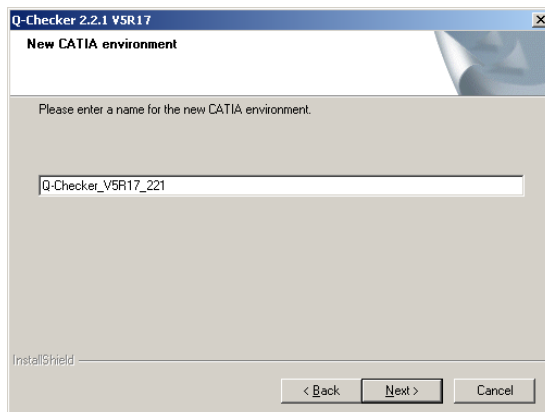 Q-Checker 2.2.1 V5R17
New CATIA environment
Please enter a name for the new CATIA environment.
Q-Checker_V5R17_221
InstallShield
< Back Next > Cancel